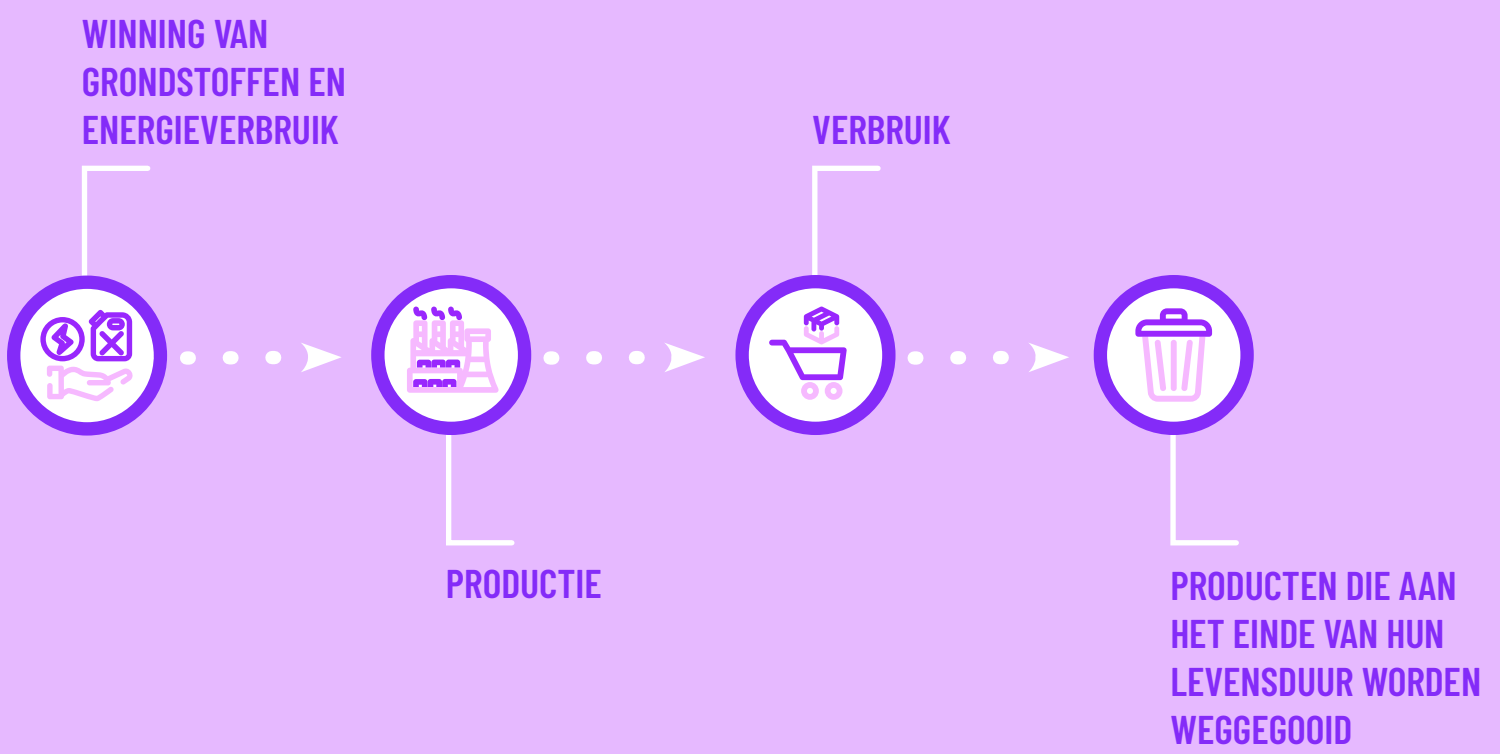 WINNING VAN
GRONDSTOFFEN EN
ENERGIEVERBRUIK
PRODUCTIE
VERBRUIK
PRODUCTEN DIE AAN
HET EINDE VAN HUN
LEVENSDUUR WORDEN
WEGGEGOOID